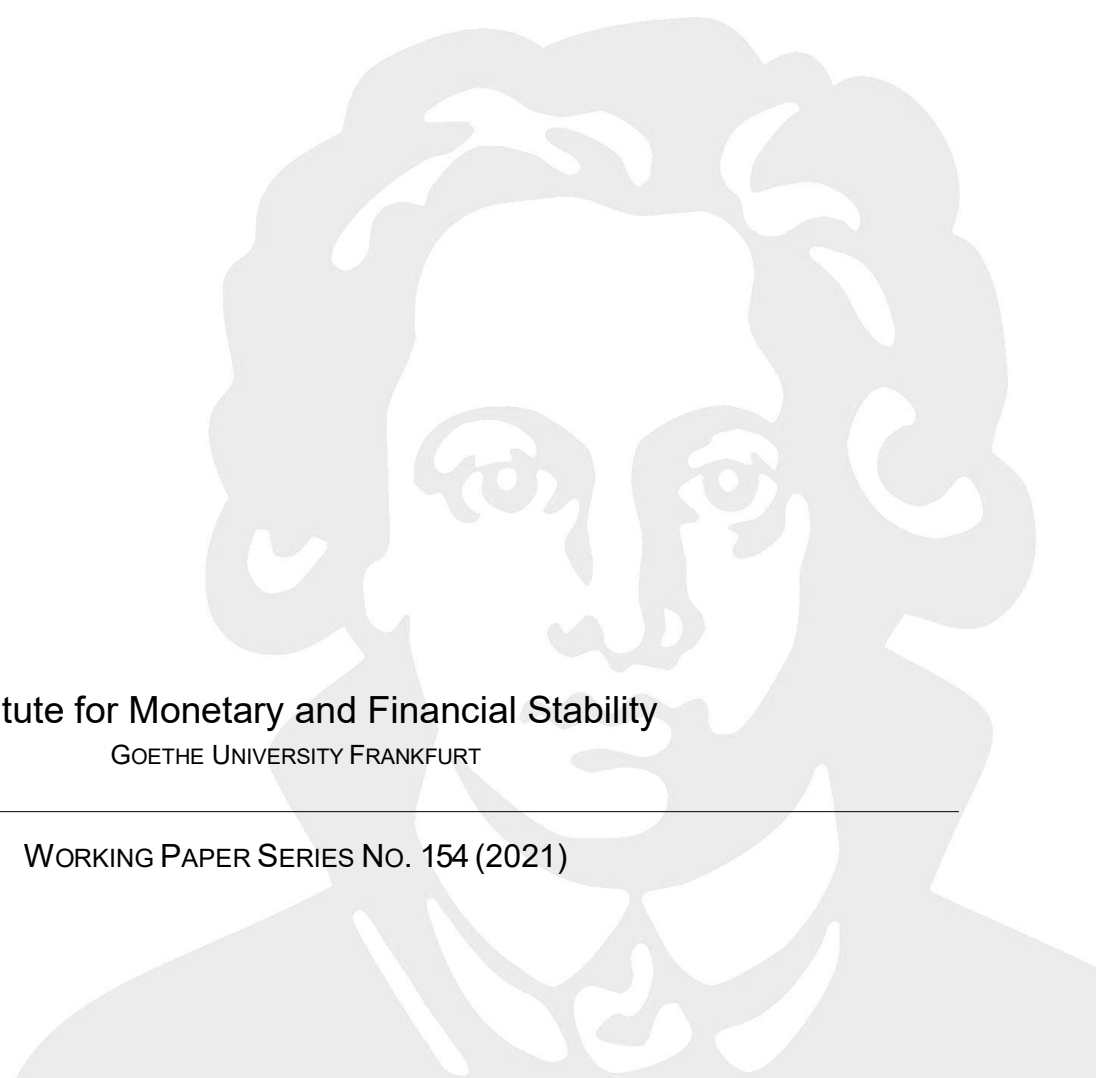 tute for Monetary and Financial Stability
GOETHE UNIVERSITY FRANKFURT
WORKING PAPER SERIES NO. 154 (2021)